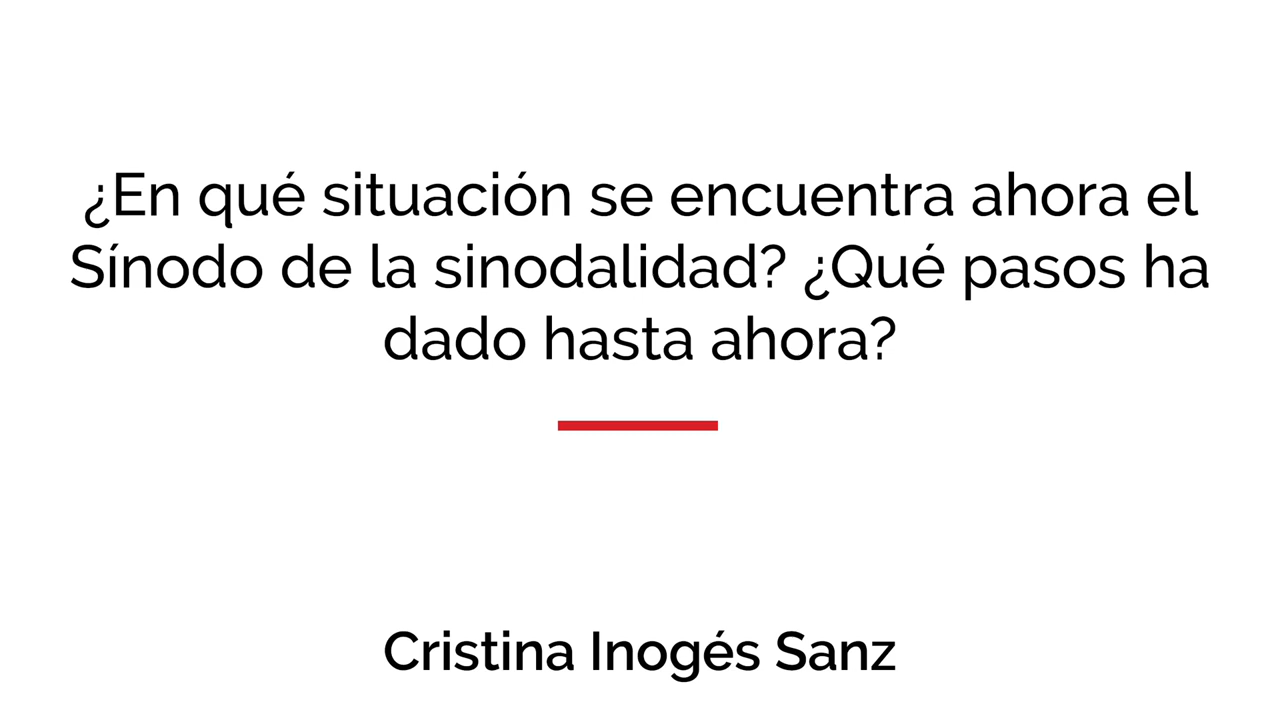 ¿En qué situación se encuentra ahora el
Sínodo de la sinodalidad? ¿Qué pasos ha
dado hasta ahora?
Cristina Inogés Sanz